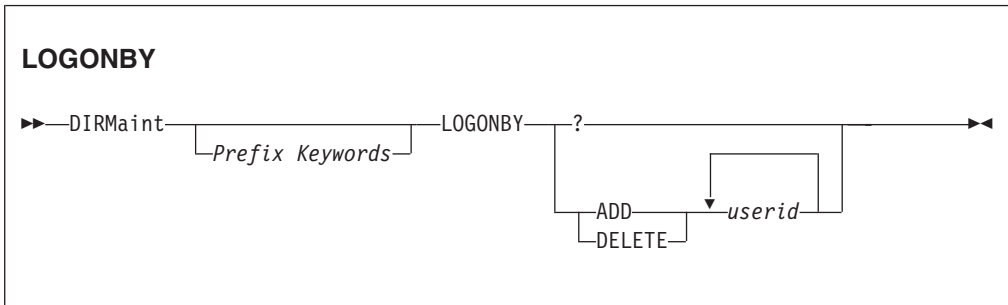 LOGONBY
DIRMaint LOGONBY ?
Prefix Keywords
ADD userid
DELETE